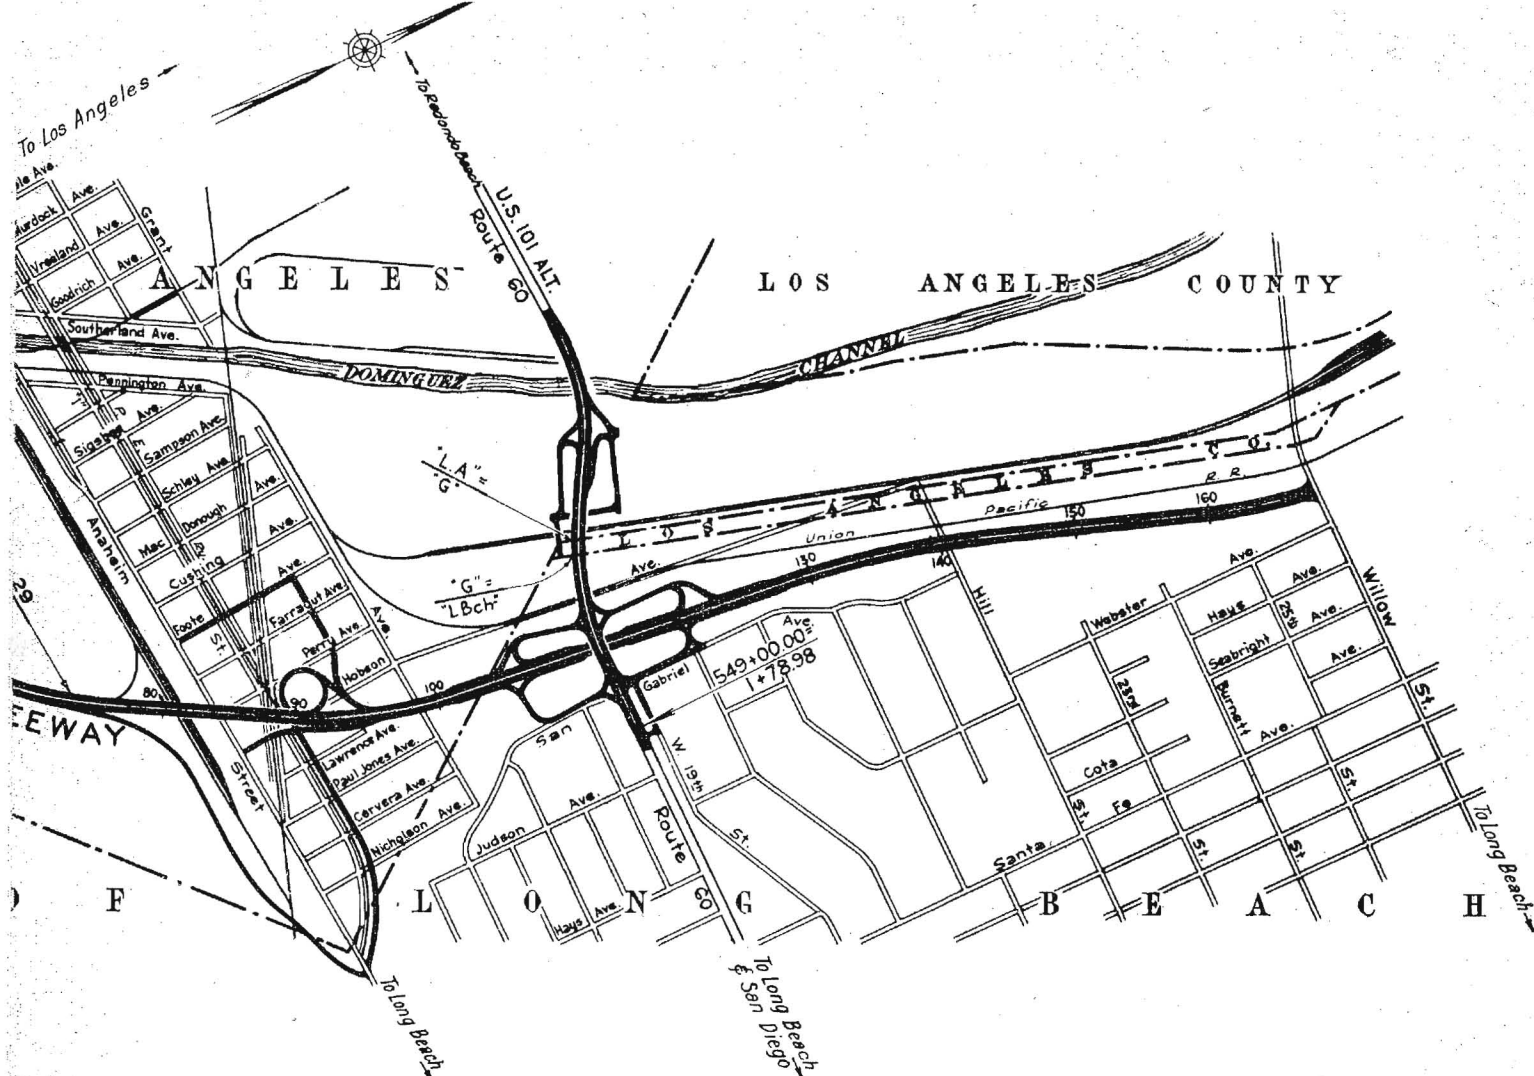 To Los Angeles
To Redondo Beach
U.S. 101 ALT.
Route 60
Ave.
Murdock Ave.
Vreeland Ave.
Goodrich Ave.
Grant
Southerland Ave.
ANGELES
LOS ANGELES COUNTY
DOMINGUEZ
CHANNEL
Pennington Ave.
Sigsbee Ave.
Sampson Ave.
Schley Ave.
Mac Donough Ave.
Cushing Ave.
Foote Ave.
Farragut Ave.
Perry Ave.
Hobson Ave.
St.
Anaheim
Street
"L.A" =
"G"
"G" =
"LBch"
LOS ANGELES CO.
Union Pacific R. R.
29
80
90
100
130
140
150
160
EEWAY
Lawrence Ave.
Paul Jones Ave.
Cervera Ave.
Nicholson Ave.
San Gabriel Ave.
Ave.
549+00.00=
1+78.98
W 19th St.
Judson Ave.
Hays Ave.
Route 60
Hill St.
Webster Ave.
Hays Ave.
Seabright Ave.
23rd
25th St.
Burnett St.
Cota Ave.
Santa Fe Ave.
Willow St.
St.
OF LONG BEACH
To Long Beach
To Long Beach
& San Diego
To Long Beach